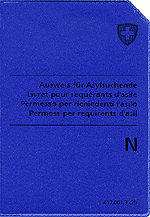 Ausweis für Asylsuchende
Livret pour requérants d'asile
Permesso per richiedenti l'asilo
Permess per requirents d'asil
N